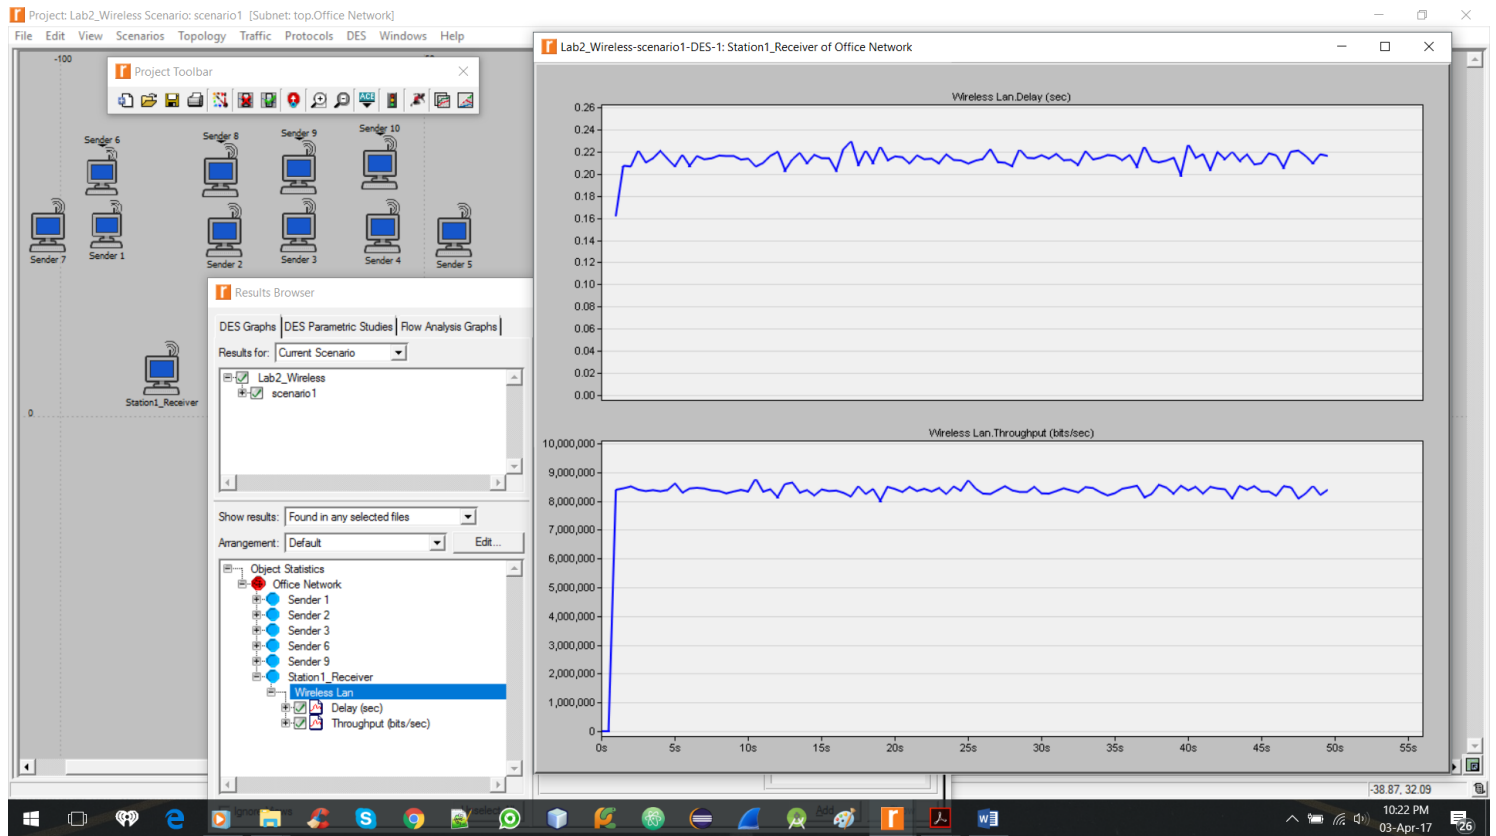 Project: Lab2_Wireless Scenario: scenario1 [Subnet: top.Office Network]
File Edit View Scenarios Topology Traffic Protocols DES Windows Help
-100
Project Toolbar
Sender 6
Sender 8
Sender 9
Sender 10
Sender 7
Sender 1
Sender 2
Sender 3
Sender 4
Sender 5
Station1_Receiver
0
Results Browser
DES Graphs DES Parametric Studies Flow Analysis Graphs
Results for: Current Scenario
Lab2_Wireless
scenario1
Show results: Found in any selected files
Arrangement: Default Edit...
Object Statistics
Office Network
Sender 1
Sender 2
Sender 3
Sender 6
Sender 9
Station1_Receiver
Wireless Lan
Delay (sec)
Throughput (bits/sec)
Lab2_Wireless-scenario1-DES-1: Station1_Receiver of Office Network
Wireless Lan.Delay (sec)
0.26
0.24
0.22
0.20
0.18
0.16
0.14
0.12
0.10
0.08
0.06
0.04
0.02
0.00
Wireless Lan.Throughput (bits/sec)
10,000,000
9,000,000
8,000,000
7,000,000
6,000,000
5,000,000
4,000,000
3,000,000
2,000,000
1,000,000
0
0s 5s 10s 15s 20s 25s 30s 35s 40s 45s 50s 55s
-38.87, 32.09
Add
10:22 PM
03-Apr-17
26